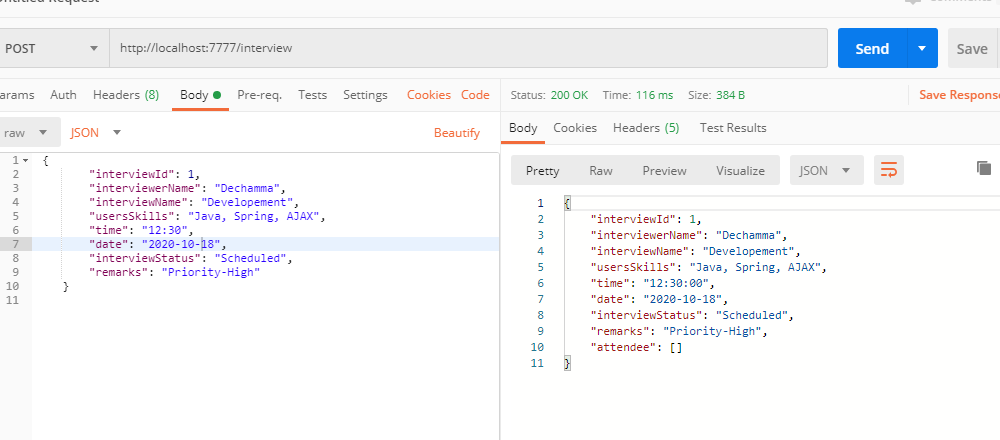 Untitled Request
Comments
POST
http://localhost:7777/interview
Send
Save
arams Auth Headers (8) Body Pre-req. Tests Settings Cookies Code
raw JSON Beautify
1 {
2 "interviewId": 1,
3 "interviewerName": "Dechamma",
4 "interviewName": "Developement",
5 "usersSkills": "Java, Spring, AJAX",
6 "time": "12:30",
7 "date": "2020-10-18",
8 "interviewStatus": "Scheduled",
9 "remarks": "Priority-High"
10 }
11
Status: 200 OK Time: 116 ms Size: 384 B Save Response
Body Cookies Headers (5) Test Results
Pretty Raw Preview Visualize JSON
1 {
2 "interviewId": 1,
3 "interviewerName": "Dechamma",
4 "interviewName": "Developement",
5 "usersSkills": "Java, Spring, AJAX",
6 "time": "12:30:00",
7 "date": "2020-10-18",
8 "interviewStatus": "Scheduled",
9 "remarks": "Priority-High",
10 "attendee": []
11 }